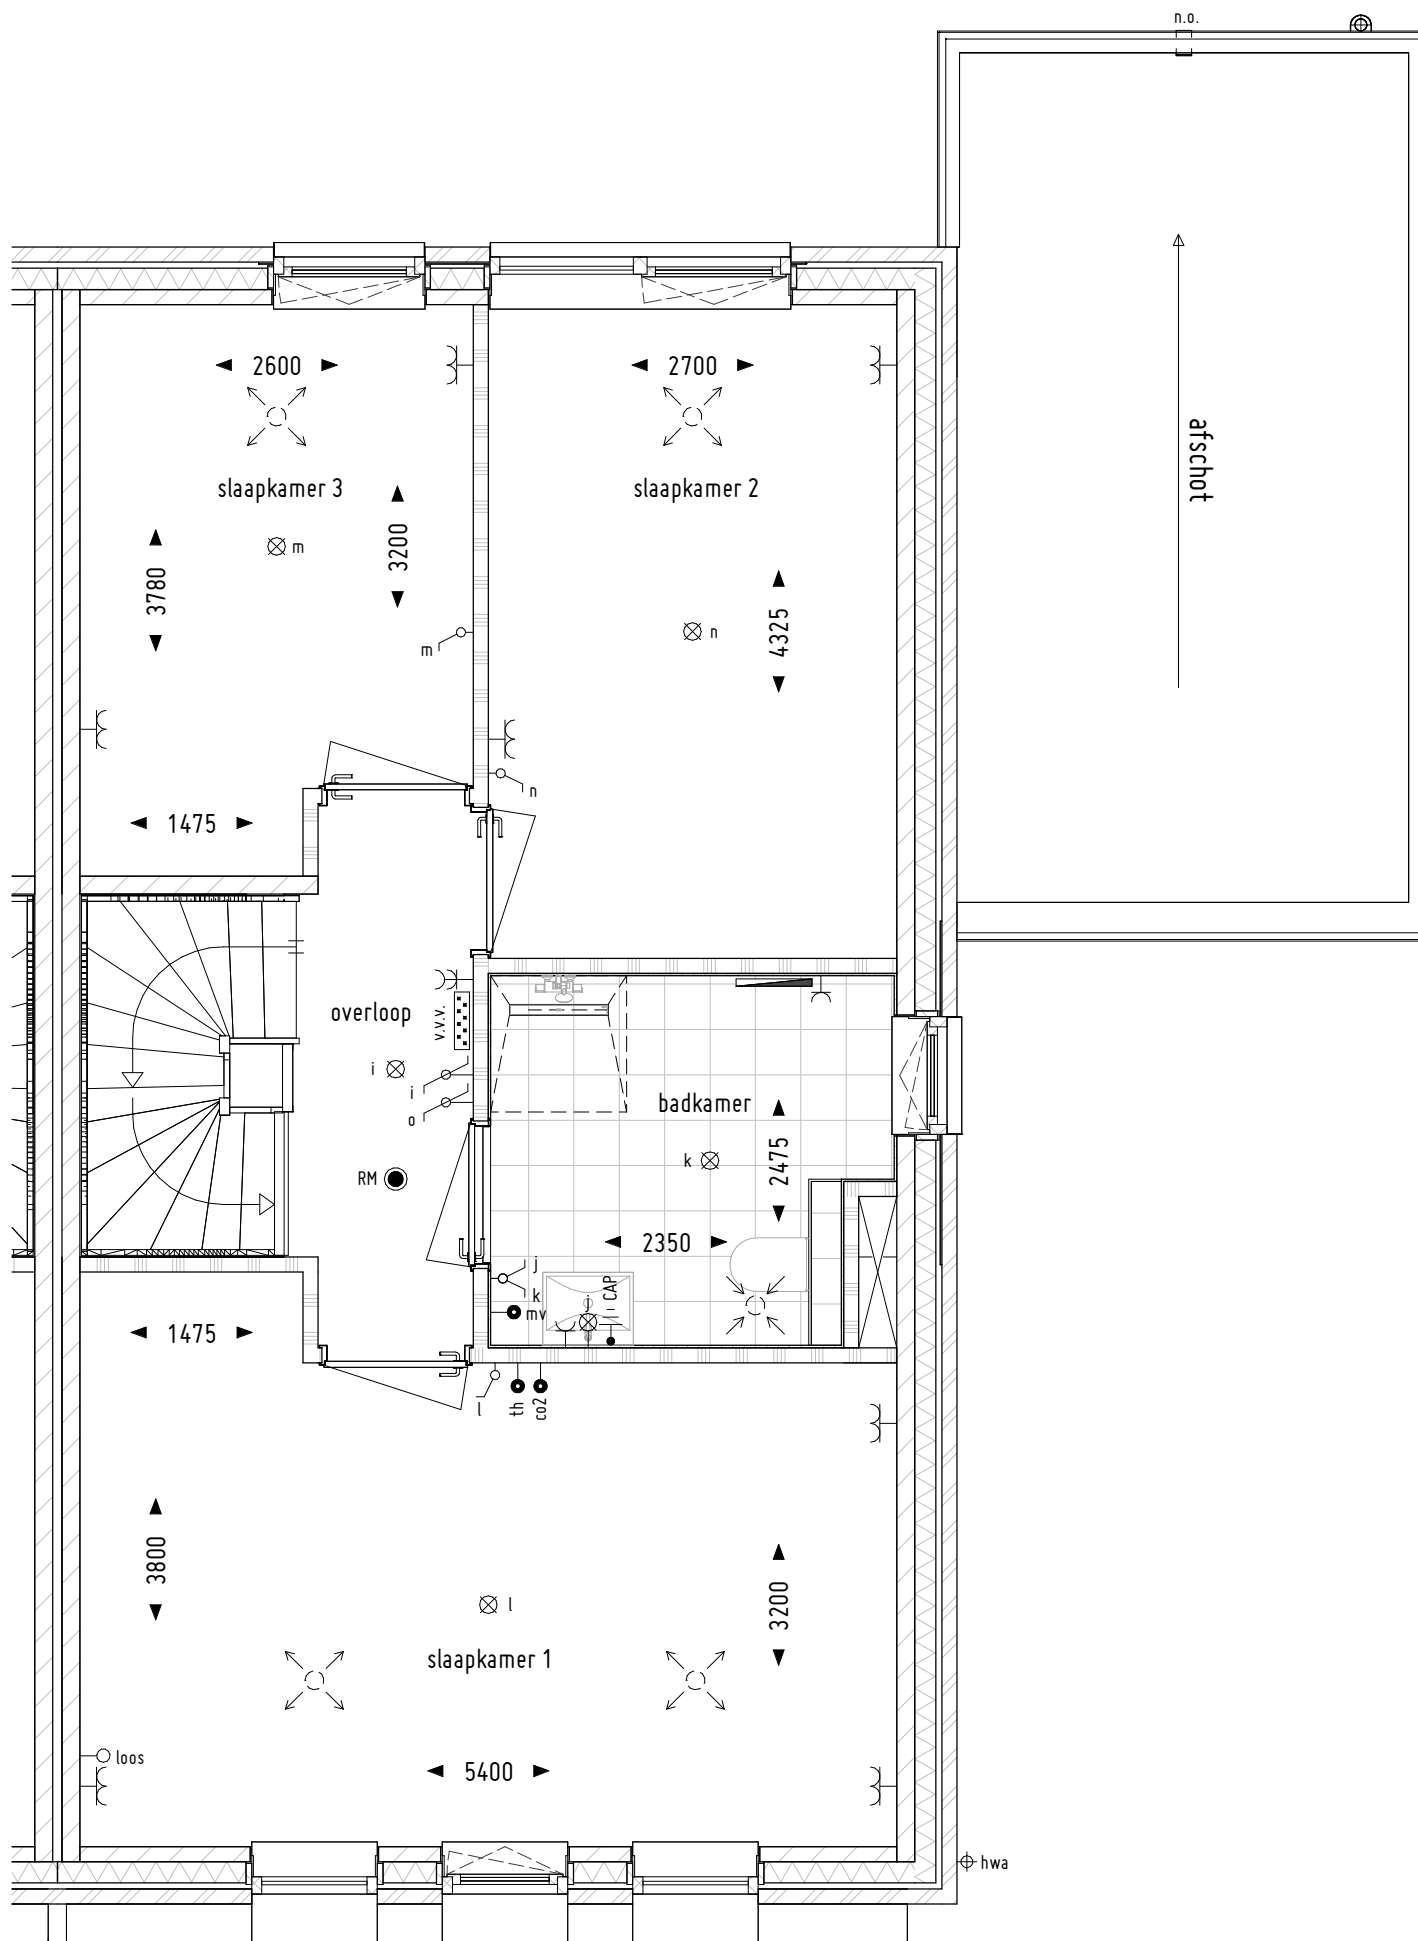 n.o.
2600
2700
afschot
slaapkamer 3
slaapkamer 2
3200
m
3780
4325
n
m
n
1475
overloop
v.v.v.
i
i
badkamer
o
k
2475
RM
2350
j
k
CAP
j
mv
1475
l
th
co2
3800
3200
l
slaapkamer 1
loos
5400
hwa